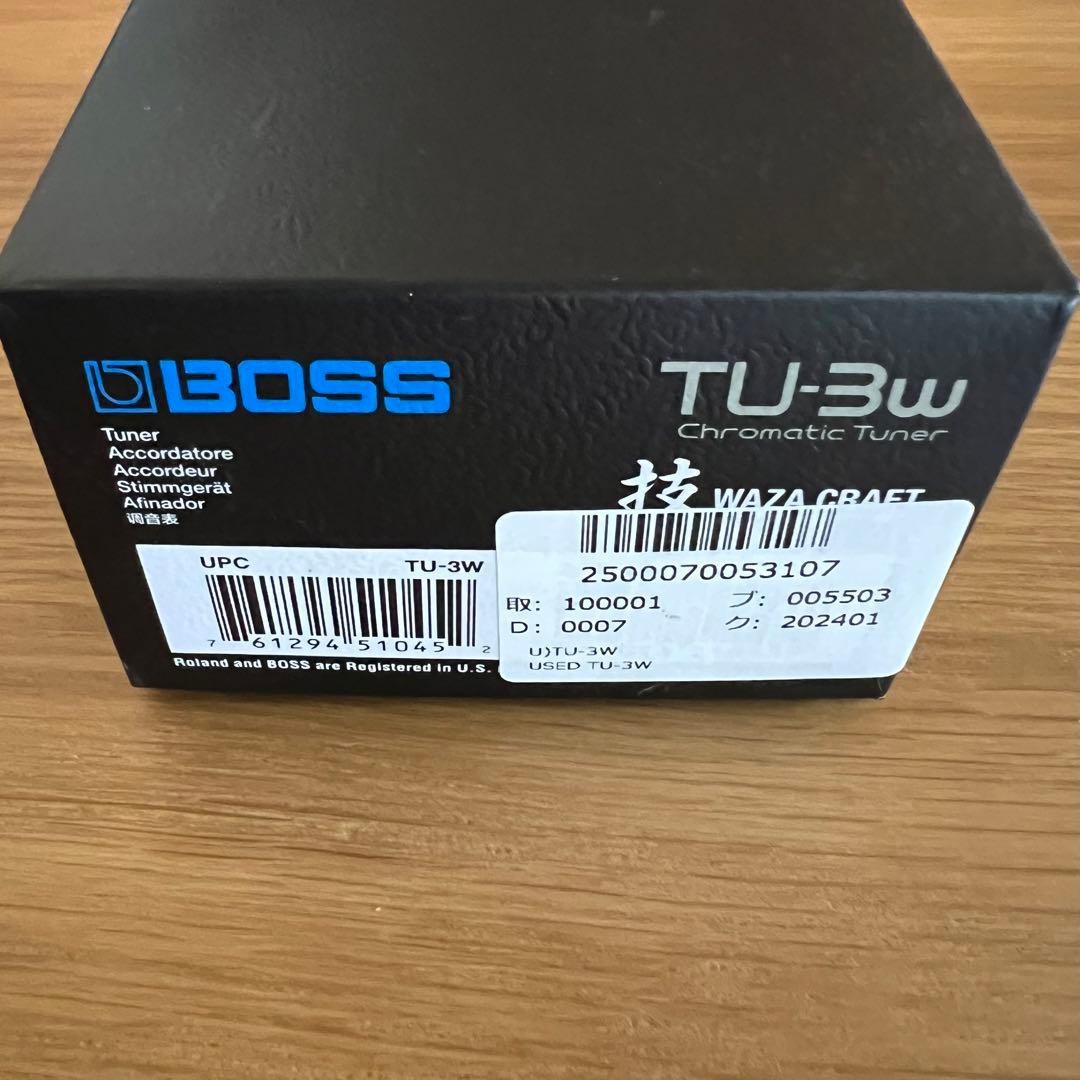 BOSS
Tuner
Accordatore
Accordeur
Stimmgerät
Afinador
调音表
TU-3w
Chromatic Tuner
技 WAZA CRAFT
UPC TU-3W
7 61294 51045 2
Roland and BOSS are Registered in U.S.
2500070053107
取: 100001 ブ: 005503
D: 0007 ク: 202401
U)TU-3W
USED TU-3W